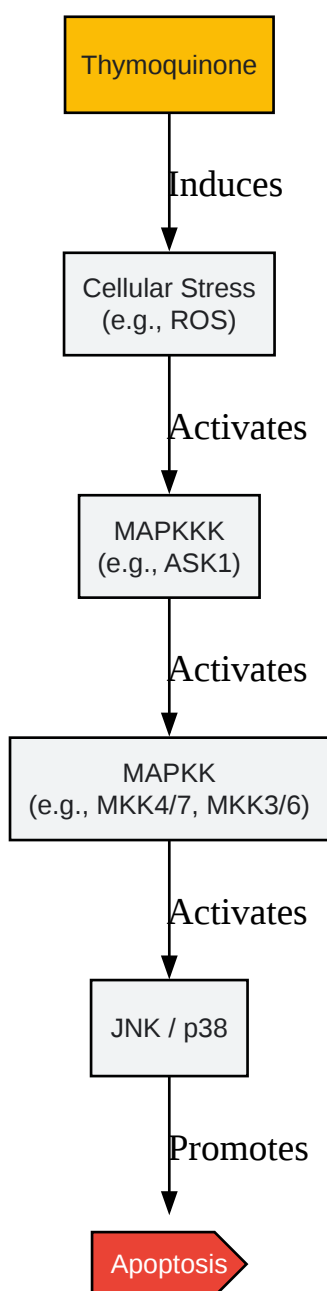 Thymoquinone
Induces
Cellular Stress
(e.g., ROS)
Activates
MAPKKK
(e.g., ASK1)
Activates
MAPKK
(e.g., MKK4/7, MKK3/6)
Activates
JNK / p38
Promotes
Apoptosis